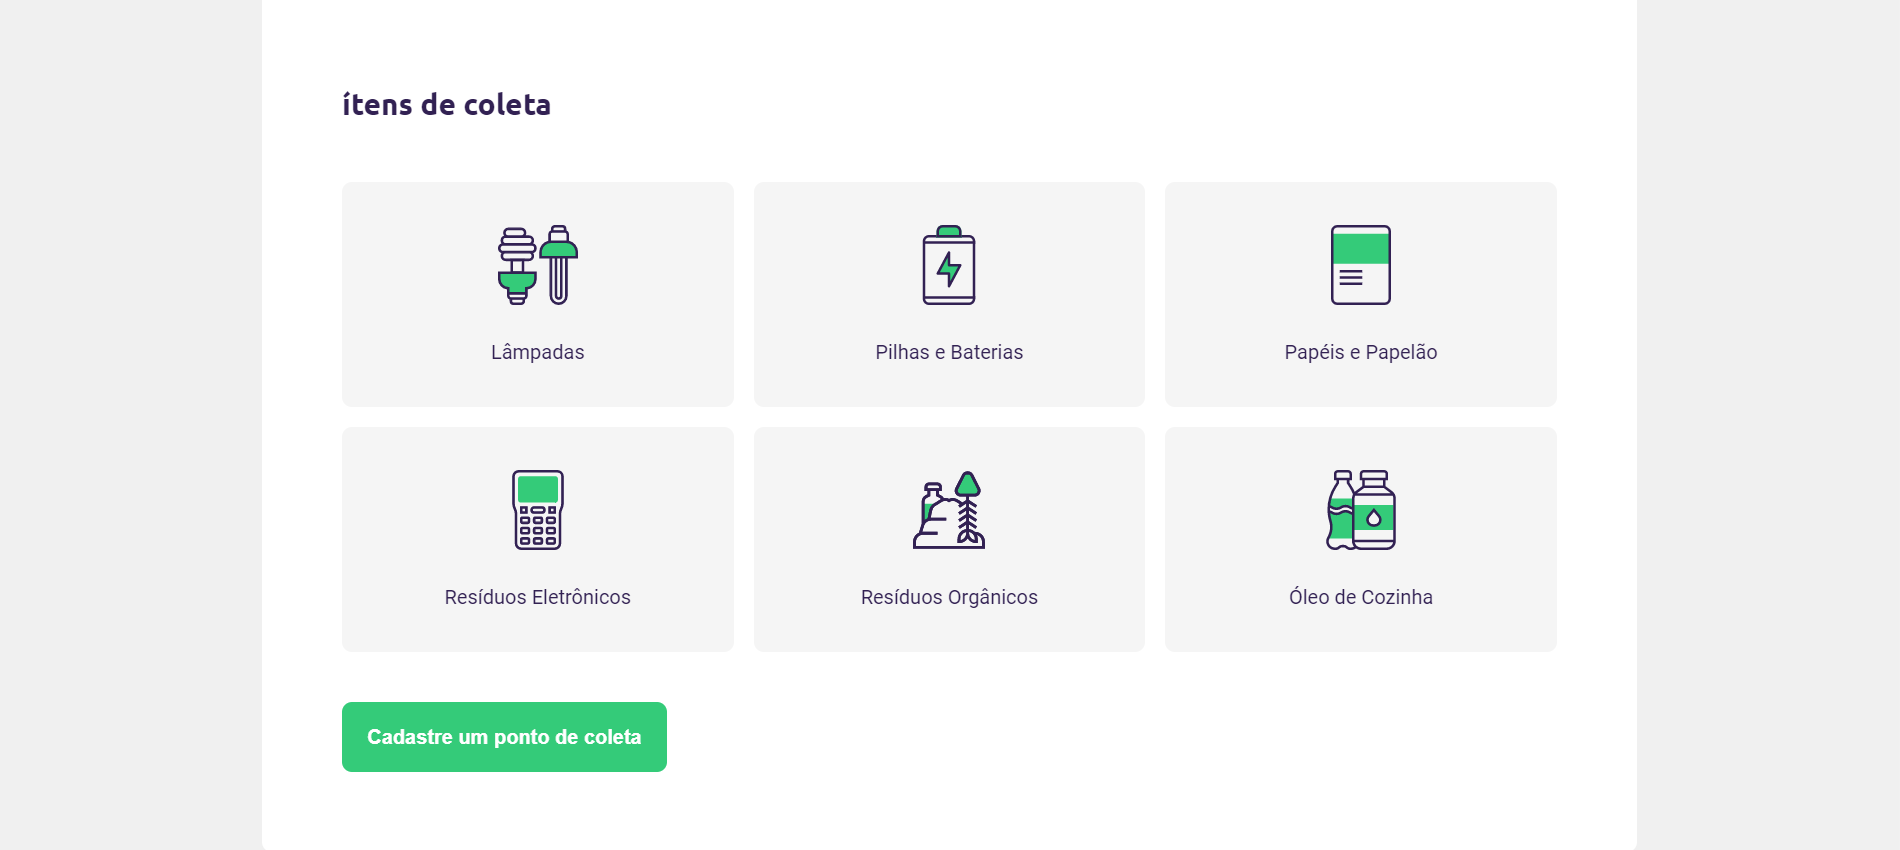 ítens de coleta
Lâmpadas
Pilhas e Baterias
Papéis e Papelão
Resíduos Eletrônicos
Resíduos Orgânicos
Óleo de Cozinha
Cadastre um ponto de coleta